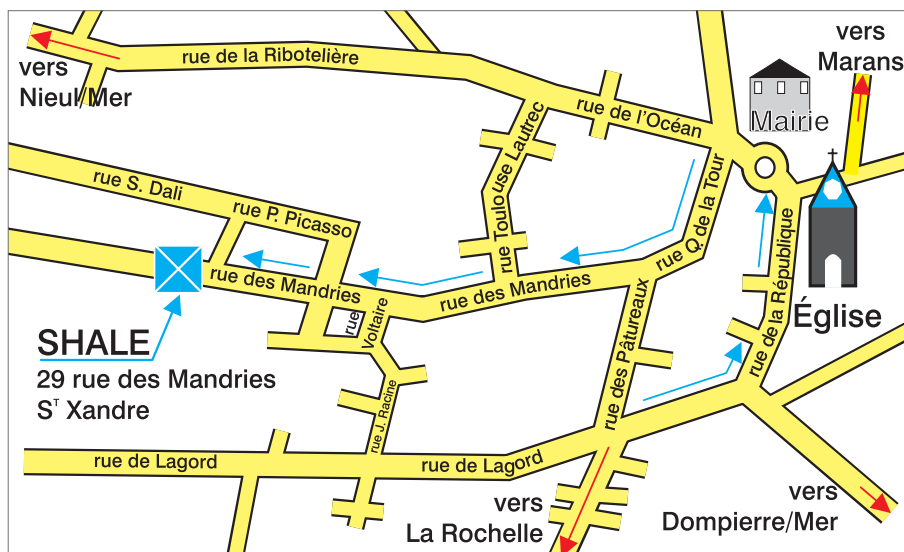 vers
Nieul/Mer
rue de la Ribotelière
vers
Marans
Mairie
rue de l'Océan
rue Toulouse Lautrec
rue Q. de la Tour
rue S. Dali
rue P. Picasso
rue des Mandries
rue des Mandries
rue Voltaire
rue de la République
Église
SHALE
29 rue des Mandries
Sᵀ Xandre
rue des Pâtureaux
rue J. Racine
rue de Lagord
rue de Lagord
vers
La Rochelle
vers
Dompierre/Mer